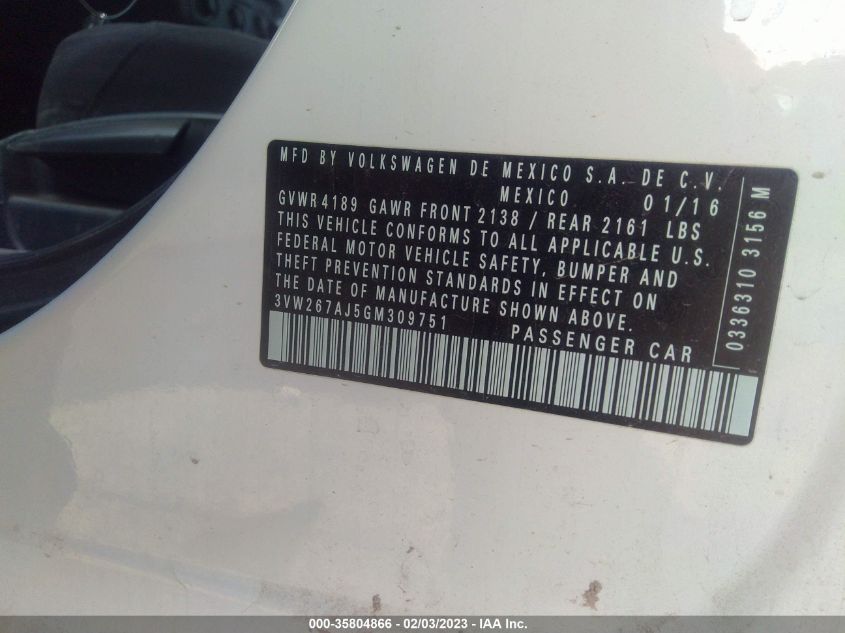 MFD BY VOLKSWAGEN DE MEXICO S.A. DE C.V.
MEXICO 01/16
GVWR 4189 GAWR FRONT 2138 / REAR 2161 LBS
THIS VEHICLE CONFORMS TO ALL APPLICABLE U.S.
FEDERAL MOTOR VEHICLE SAFETY, BUMPER AND
THEFT PREVENTION STANDARDS IN EFFECT ON
THE DATE OF MANUFACTURE SHOWN ABOVE.
3VW267AJ5GM309751 PASSENGER CAR
0336310 3156 M
000-35804866 - 02/03/2023 - IAA Inc.